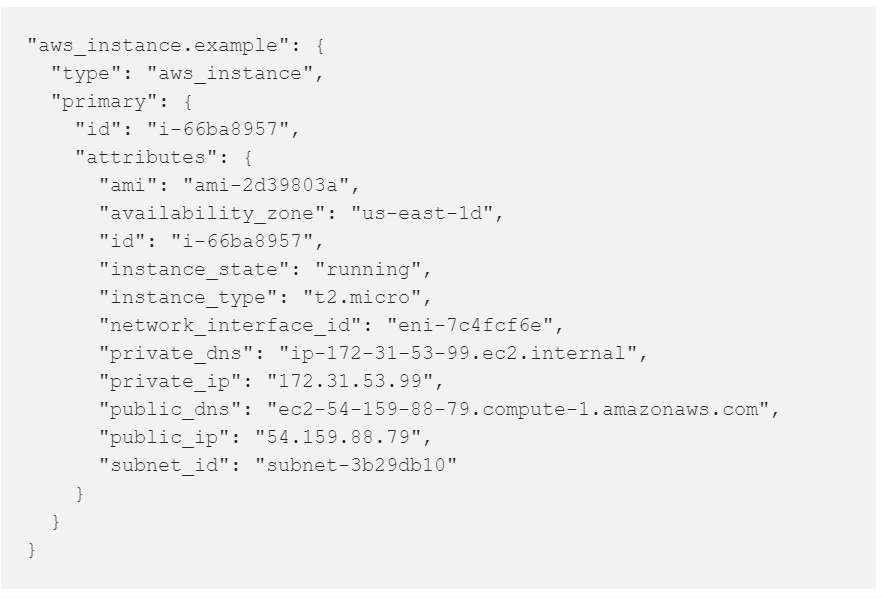 "aws_instance.example": {
  "type": "aws_instance",
  "primary": {
    "id": "i-66ba8957",
    "attributes": {
      "ami": "ami-2d39803a",
      "availability_zone": "us-east-1d",
      "id": "i-66ba8957",
      "instance_state": "running",
      "instance_type": "t2.micro",
      "network_interface_id": "eni-7c4fcf6e",
      "private_dns": "ip-172-31-53-99.ec2.internal",
      "private_ip": "172.31.53.99",
      "public_dns": "ec2-54-159-88-79.compute-1.amazonaws.com",
      "public_ip": "54.159.88.79",
      "subnet_id": "subnet-3b29db10"
    }
  }
}